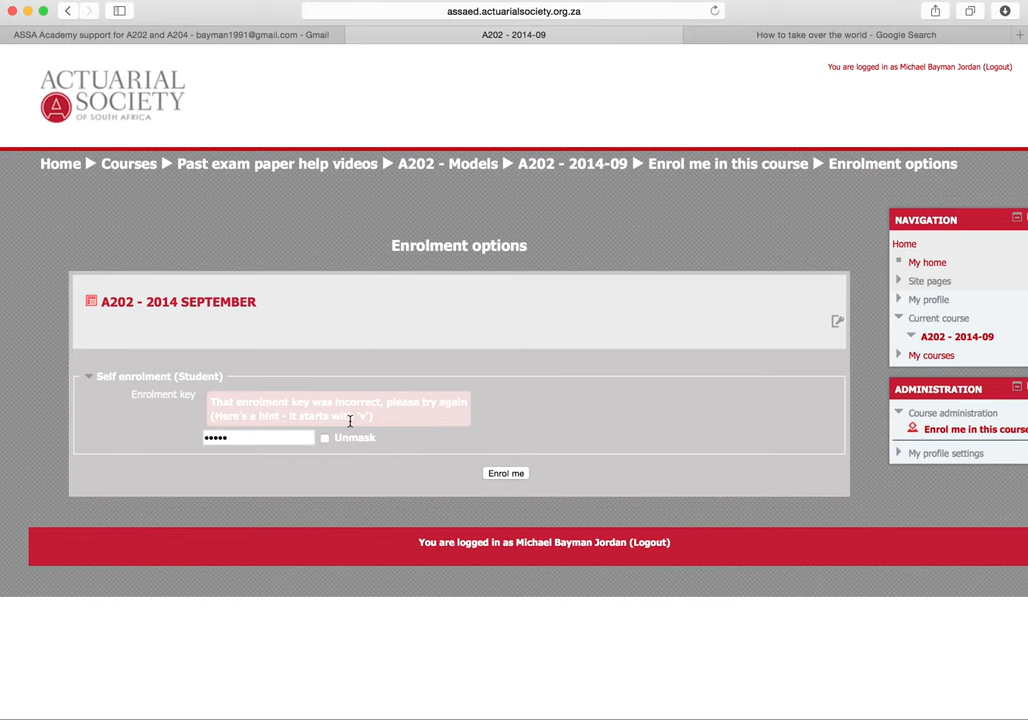 assaed.actuarialsociety.org.za
ASSA Academy support for A202 and A204 - bayman1991@gmail.com - Gmail
A202 - 2014-09
How to take over the world - Google Search
You are logged in as Michael Bayman Jordan (Logout)
ACTUARIAL
SOCIETY
OF SOUTH AFRICA
Home ▶ Courses ▶ Past exam paper help videos ▶ A202 - Models ▶ A202 - 2014-09 ▶ Enrol me in this course ▶ Enrolment options
Enrolment options
A202 - 2014 SEPTEMBER
Self enrolment (Student)
Enrolment key
That enrolment key was incorrect, please try again
(Here's a hint - it starts with 'v')
•••••
Unmask
Enrol me
NAVIGATION
Home
My home
Site pages
My profile
Current course
A202 - 2014-09
My courses
ADMINISTRATION
Course administration
Enrol me in this course
My profile settings
You are logged in as Michael Bayman Jordan (Logout)